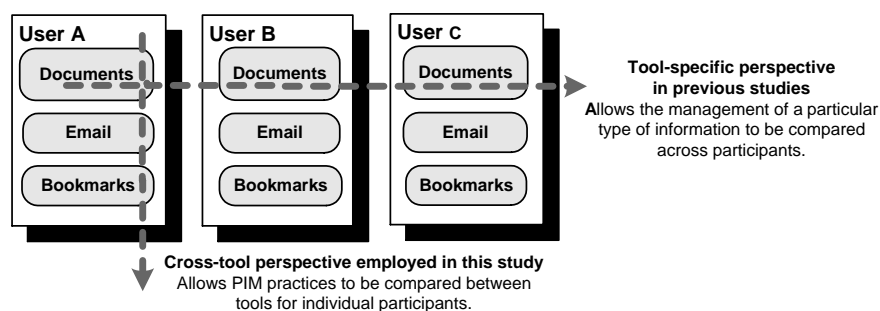 User A
Documents
Email
Bookmarks
User B
Documents
Email
Bookmarks
User C
Documents
Email
Bookmarks
Tool-specific perspective
in previous studies
Allows the management of a particular
type of information to be compared
across participants.
Cross-tool perspective employed in this study
Allows PIM practices to be compared between
tools for individual participants.